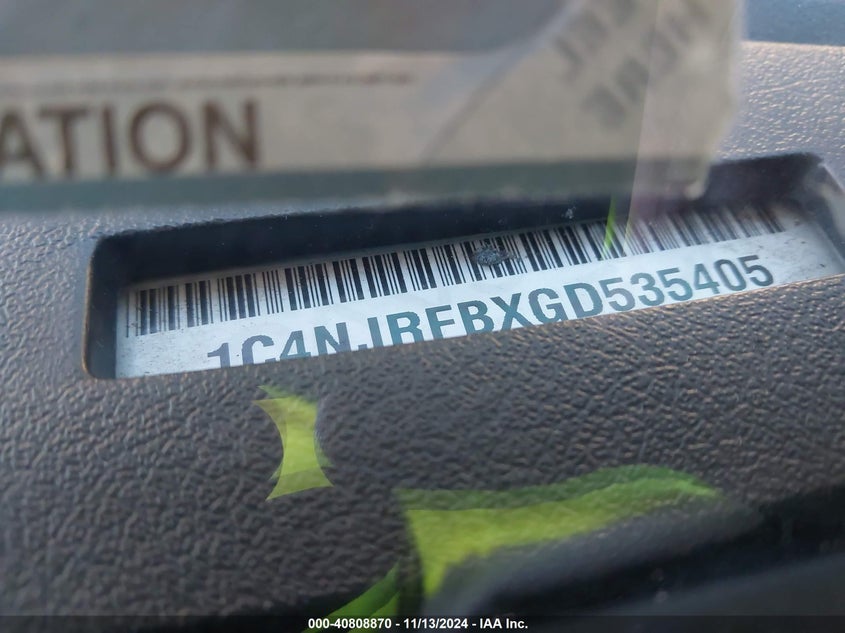 ATION
1C4NJRFBXGD535405
000-40808870 - 11/13/2024 - IAA Inc.